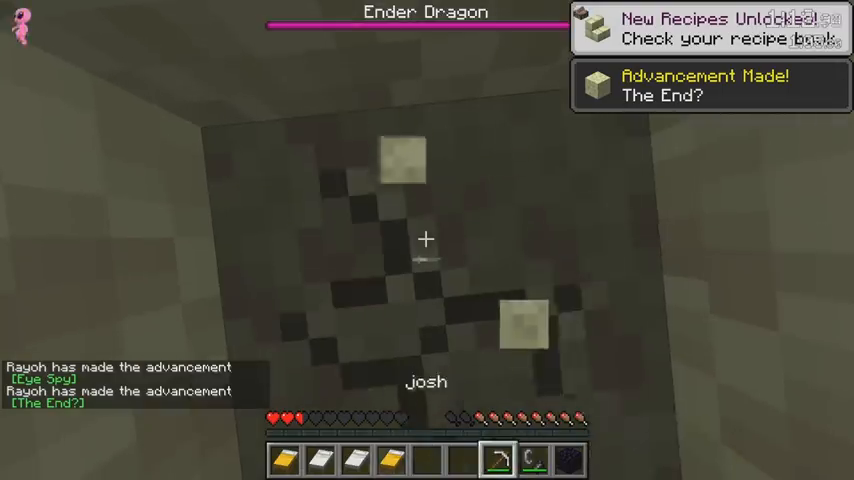 Ender Dragon
New Recipes Unlocked!
Check your recipe book
Advancement Made!
The End?
Rayoh has made the advancement
[Eye Spy]
Rayoh has made the advancement
[The End?]
josh